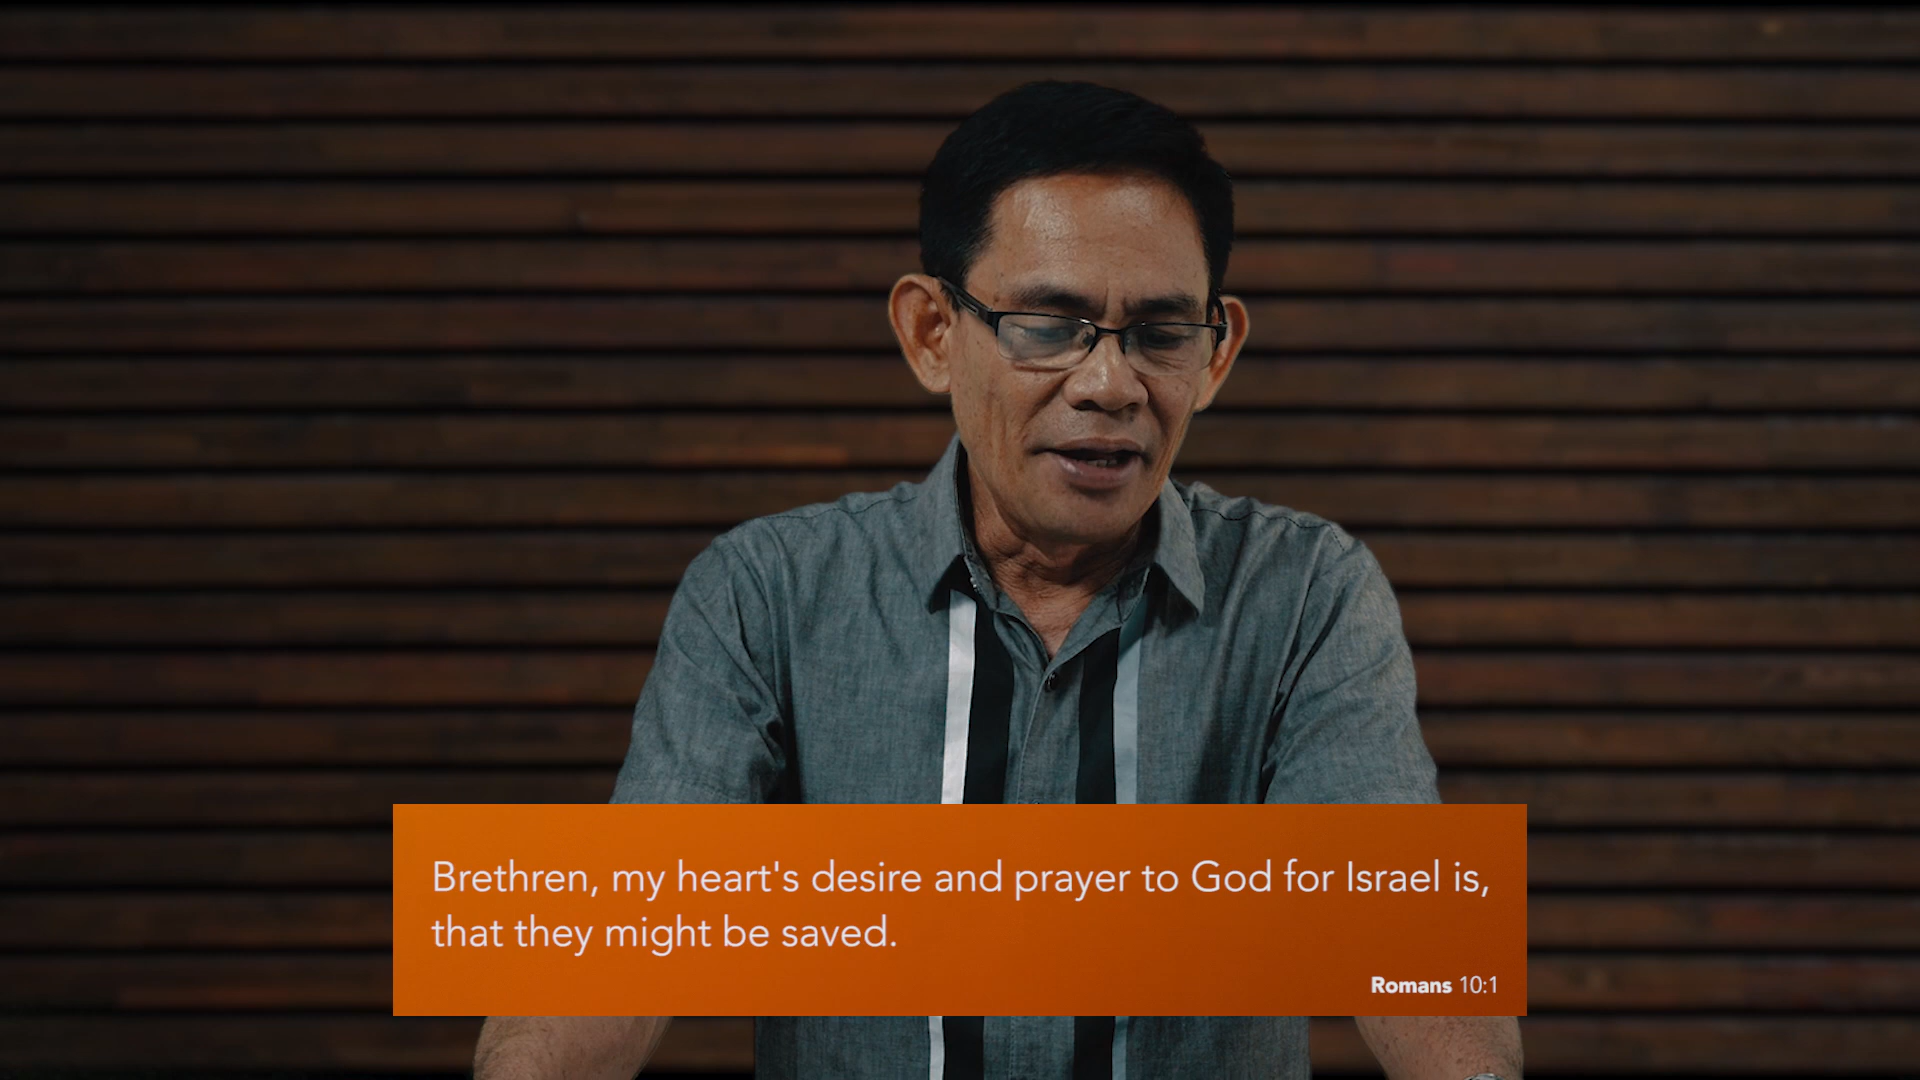 Brethren, my heart's desire and prayer to God for Israel is,
that they might be saved.
Romans 10:1